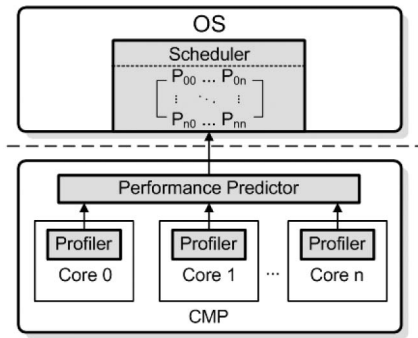 OS
Scheduler
P00 ... P0n
⋮ ⋱ ⋮
Pn0 ... Pnn
Performance Predictor
Profiler Profiler Profiler
Core 0 Core 1 ... Core n
CMP